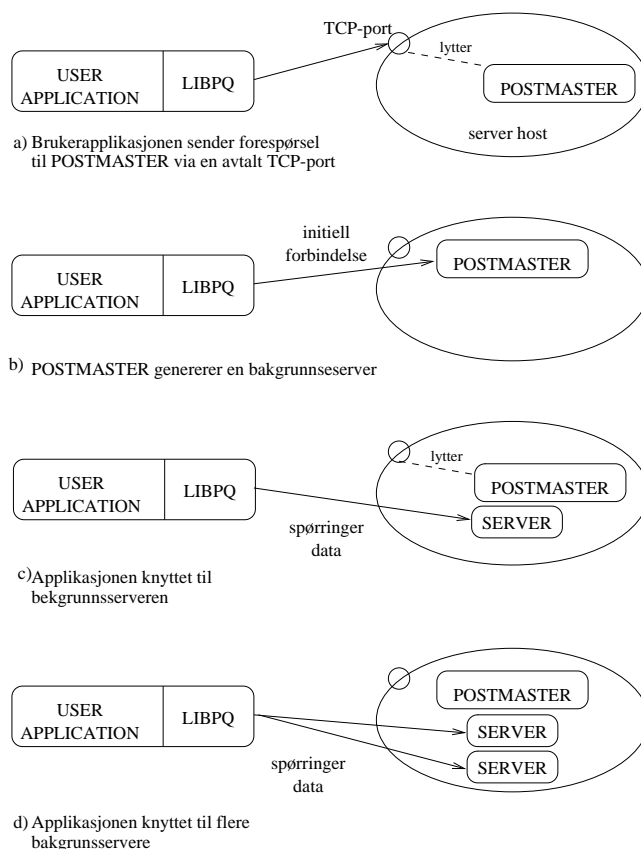 TCP-port
lytter
USER
APPLICATION
LIBPQ
POSTMASTER
server host
a) Brukerapplikasjonen sender forespørsel
til POSTMASTER via en avtalt TCP-port
initiell
forbindelse
USER
APPLICATION
LIBPQ
POSTMASTER
b) POSTMASTER genererer en bakgrunnseserver
lytter
USER
APPLICATION
LIBPQ
POSTMASTER
SERVER
spørringer
data
c) Applikasjonen knyttet til
bekgrunnsserveren
USER
APPLICATION
LIBPQ
POSTMASTER
SERVER
SERVER
spørringer
data
d) Applikasjonen knyttet til flere
bakgrunsservere